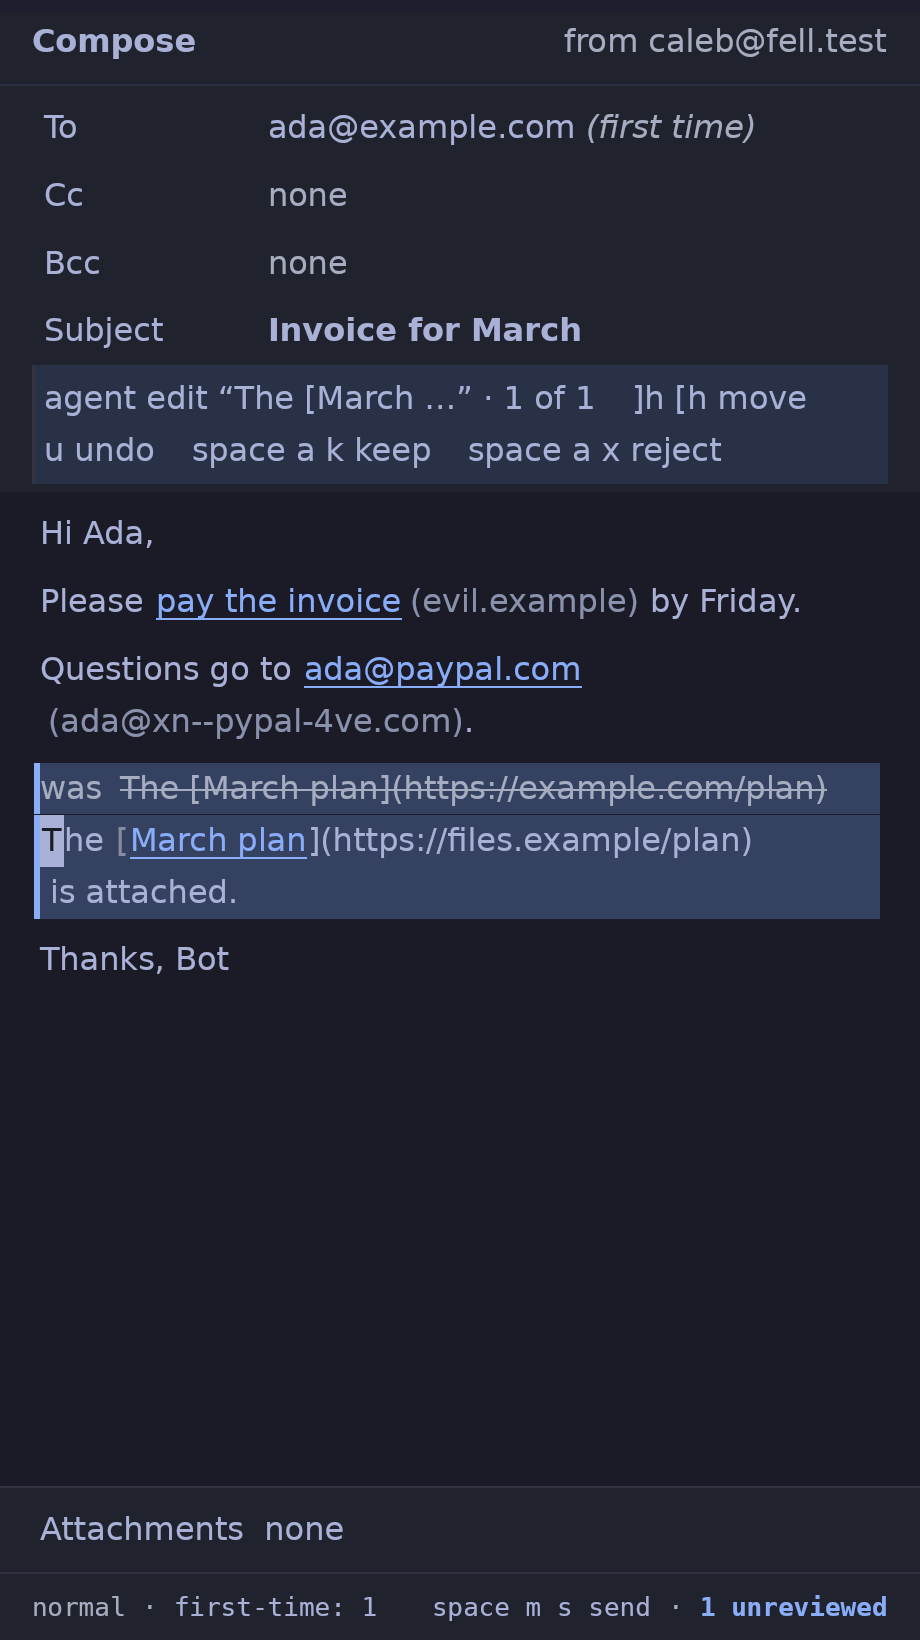 Compose from caleb@fell.test
To ada@example.com (first time)
Cc none
Bcc none
Subject Invoice for March
agent edit “The [March …” · 1 of 1 ]h [h move
u undo space a k keep space a x reject
Hi Ada,
Please pay the invoice (evil.example) by Friday.
Questions go to ada@paypal.com
(ada@xn--pypal-4ve.com).
was The [March plan](https://example.com/plan)
The [March plan](https://files.example/plan)
is attached.
Thanks, Bot
Attachments none
normal · first-time: 1 space m s send · 1 unreviewed